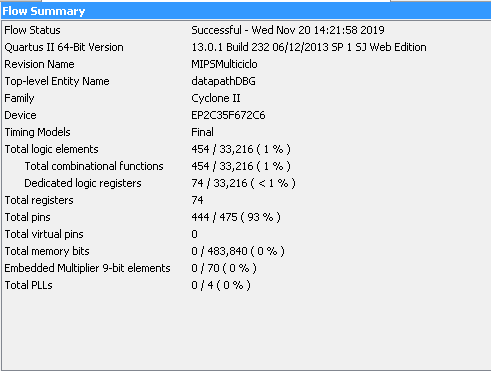 Flow Summary
Flow Status Successful - Wed Nov 20 14:21:58 2019
Quartus II 64-Bit Version 13.0.1 Build 232 06/12/2013 SP 1 SJ Web Edition
Revision Name MIPSMulticiclo
Top-level Entity Name datapathDBG
Family Cyclone II
Device EP2C35F672C6
Timing Models Final
Total logic elements 454 / 33,216 ( 1 % )
Total combinational functions 454 / 33,216 ( 1 % )
Dedicated logic registers 74 / 33,216 ( < 1 % )
Total registers 74
Total pins 444 / 475 ( 93 % )
Total virtual pins 0
Total memory bits 0 / 483,840 ( 0 % )
Embedded Multiplier 9-bit elements 0 / 70 ( 0 % )
Total PLLs 0 / 4 ( 0 % )